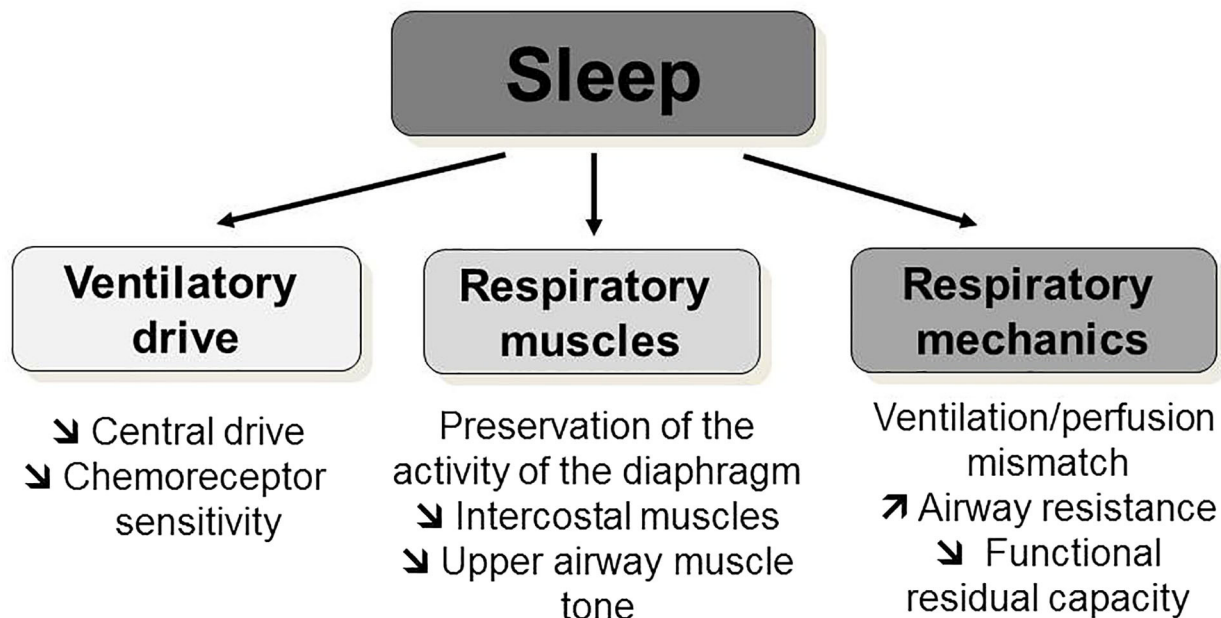 Sleep
Ventilatory
drive
↘ Central drive
↘ Chemoreceptor
sensitivity
Respiratory
muscles
Preservation of the
activity of the diaphragm
↘ Intercostal muscles
↘ Upper airway muscle
tone
Respiratory
mechanics
Ventilation/perfusion
mismatch
↗ Airway resistance
↘ Functional
residual capacity